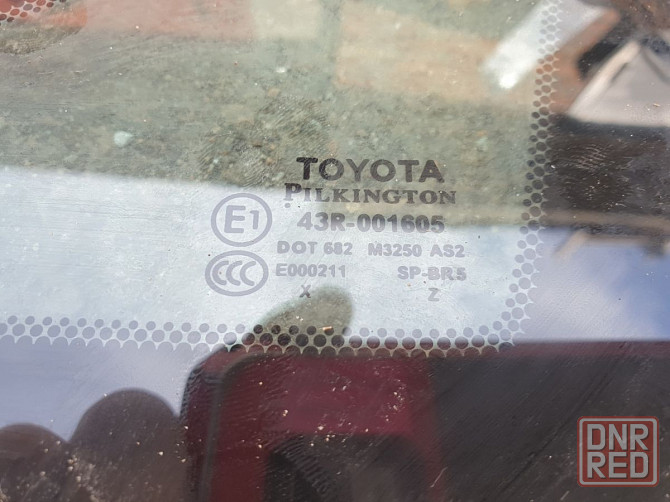 TOYOTA
PILKINGTON
E1
43R-001605
DOT 682 M3250 AS2
CCC
E000211 SP-BR5
X Z
DNR
RED